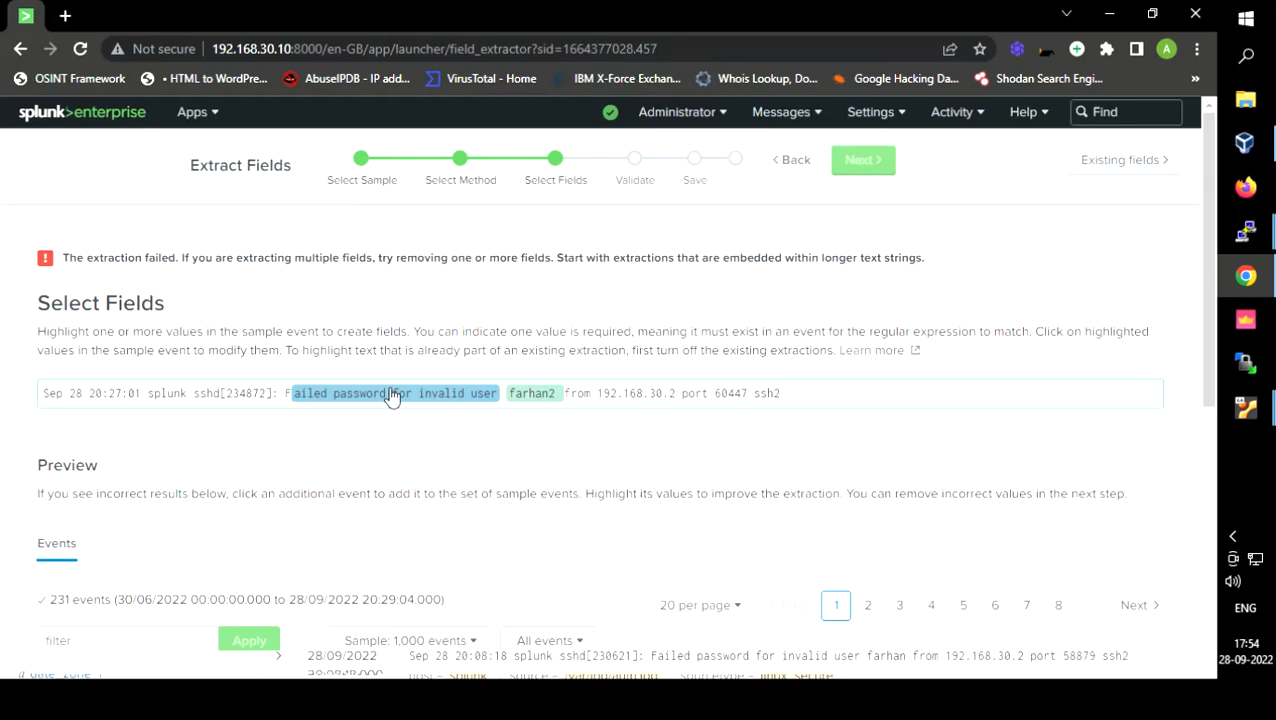 Not secure 192.168.30.10:8000/en-GB/app/launcher/field_extractor?sid=1664377028.457
A
OSINT Framework
• HTML to WordPre...
AbuseIPDB - IP add...
VirusTotal - Home
IBM X-Force Exchan...
Whois Lookup, Do...
Google Hacking Da...
Shodan Search Engi...
»
splunk>enterprise
Apps
Administrator
Messages
Settings
Activity
Help
Find
Extract Fields
Select Sample
Select Method
Select Fields
Validate
Save
< Back
Next >
Existing fields >
The extraction failed. If you are extracting multiple fields, try removing one or more fields. Start with extractions that are embedded within longer text strings.
Select Fields
Highlight one or more values in the sample event to create fields. You can indicate one value is required, meaning it must exist in an event for the regular expression to match. Click on highlighted
values in the sample event to modify them. To highlight text that is already part of an existing extraction, first turn off the existing extractions. Learn more
Sep 28 20:27:01 splunk sshd[234872]: Failed password for invalid user farhan2 from 192.168.30.2 port 60447 ssh2
Preview
If you see incorrect results below, click an additional event to add it to the set of sample events. Highlight its values to improve the extraction. You can remove incorrect values in the next step.
Events
✓ 231 events (30/06/2022 00:00:00.000 to 28/09/2022 20:29:04.000)
20 per page
1 2 3 4 5 6 7 8 Next >
filter
Apply
Sample: 1,000 events
All events
28/09/2022
Sep 28 20:08:18 splunk sshd[230621]: Failed password for invalid user farhan from 192.168.30.2 port 58879 ssh2
ENG
17:54
28-09-2022